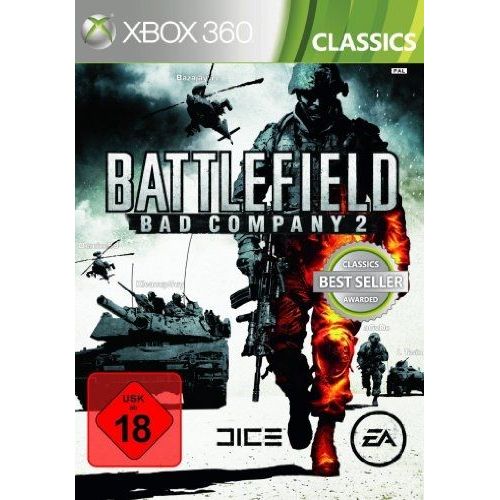 XBOX 360
CLASSICS
PAL
BATTLEFIELD
BAD COMPANY 2
CLASSICS
BEST SELLER
AWARDED
USK
ab
18
DICE
EA